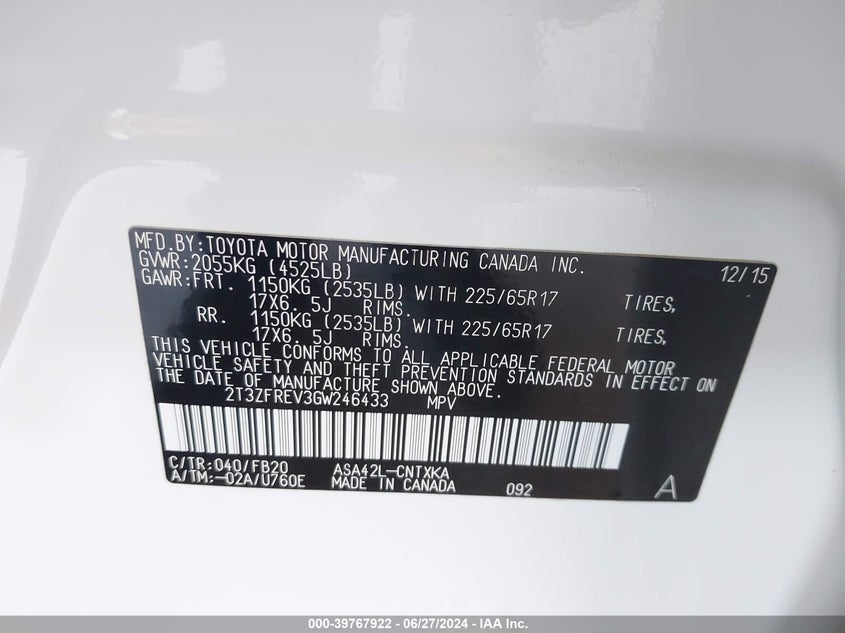 MFD.BY:TOYOTA MOTOR MANUFACTURING CANADA INC. 12/15
GVWR:2055KG (4525LB)
GAWR:FRT. 1150KG (2535LB) WITH 225/65R17 TIRES,
17X6. 5J RIMS.
RR. 1150KG (2535LB) WITH 225/65R17 TIRES,
17X6. 5J RIMS.
THIS VEHICLE CONFORMS TO ALL APPLICABLE FEDERAL MOTOR
VEHICLE SAFETY AND THEFT PREVENTION STANDARDS IN EFFECT ON
THE DATE OF MANUFACTURE SHOWN ABOVE.
2T3ZFREV3GW246433 MPV
C/TR:040/FB20 ASA42L-CNTXKA
A/TM:-02A/U760E MADE IN CANADA 092 A
000-39767922 / 06/27/2024 / IAA Inc.